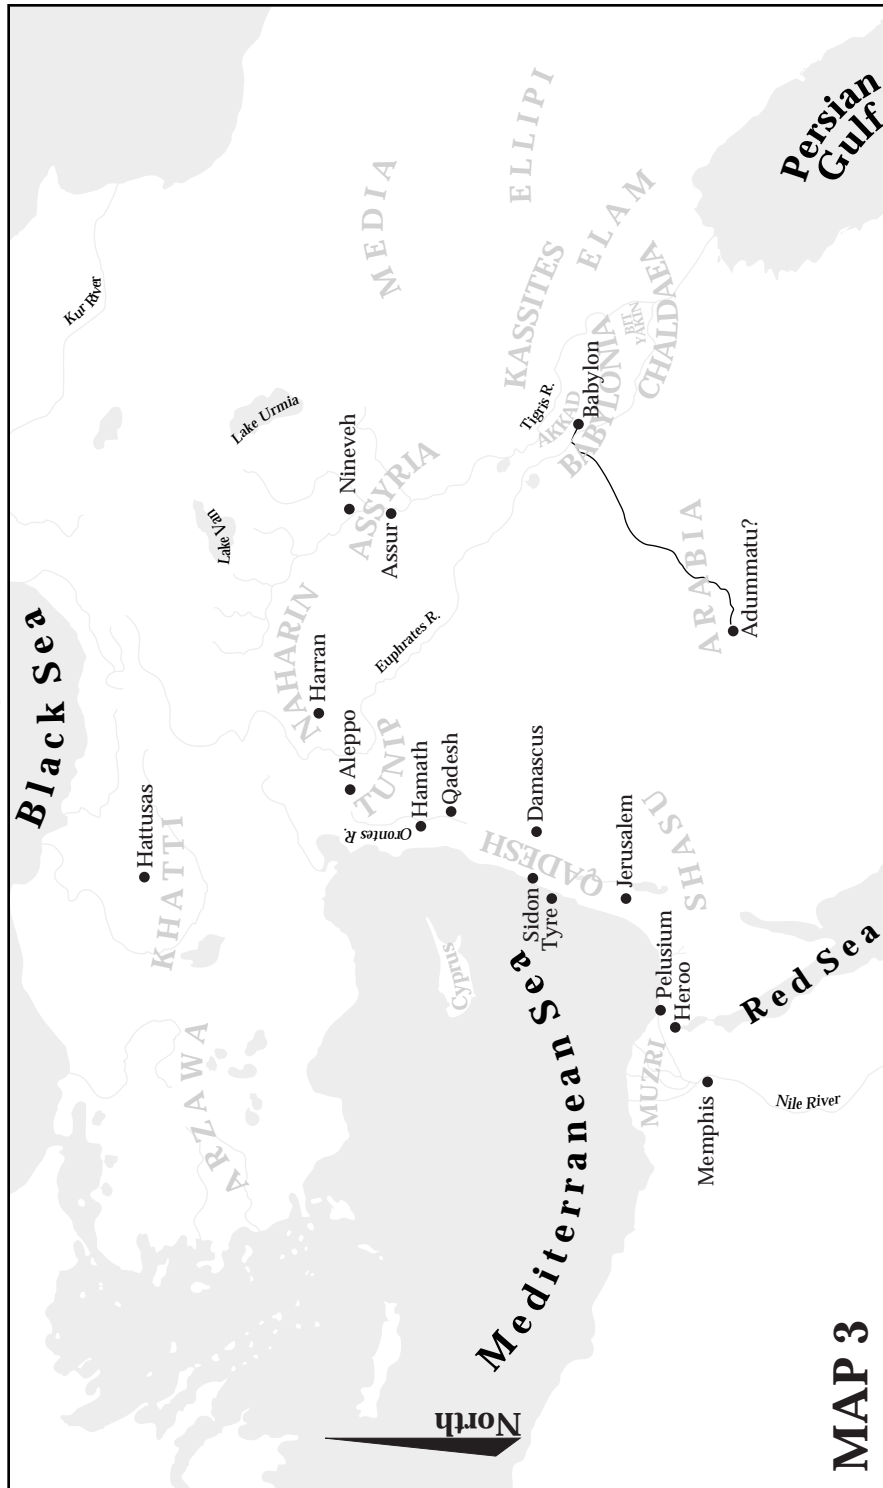 Black Sea
Kur River
Lake Urmia
Lake Van
MEDIA
ELLIPI
KASSITES
ELAM
Persian
Gulf
Hattusas
KHATTI
ARZAWA
NAHARIN
Harran
Nineveh
ASSYRIA
Assur
Tigris R.
AKKAD
BABYLONIA
Babylon
BIT
YAKIN
CHALDAEA
Aleppo
TUNIP
Euphrates R.
Orontes R.
Hamath
Qadesh
Cyprus
QADESH
Damascus
Sidon
Tyre
Mediterranean Sea
Jerusalem
SHASU
ARABIA
Adummatu?
Pelusium
Heroo
MUZRI
Memphis
Nile River
Red Sea
North
MAP 3